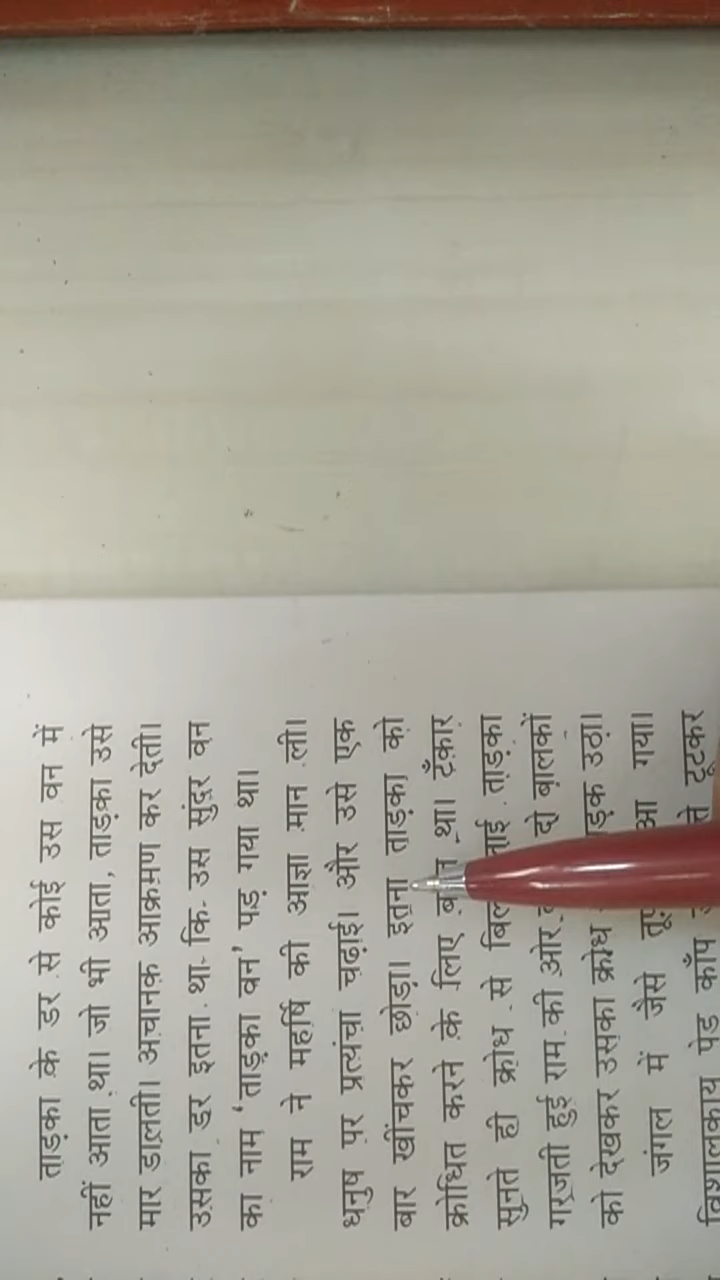 ताड़का के डर से कोई उस वन में
नहीं आता था। जो भी आता, ताड़का उसे
मार डालती। अचानक आक्रमण कर देती।
उसका डर इतना था कि उस सुंदर वन
का नाम ‘ताड़का वन’ पड़ गया था।
राम ने महर्षि की आज्ञा मान ली।
धनुष पर प्रत्यंचा चढ़ाई। और उसे एक
बार खींचकर छोड़ा। इतना ताड़का को
क्रोधित करने के लिए था। टंकार
सुनते ही क्रोध से ताड़का
गरजती हुई राम की ओर दो बालकों
को देखकर उसका क्रोध उठा।
जंगल में जैसे आ गया।
विशालकाय पेड़ काँप टूटकर